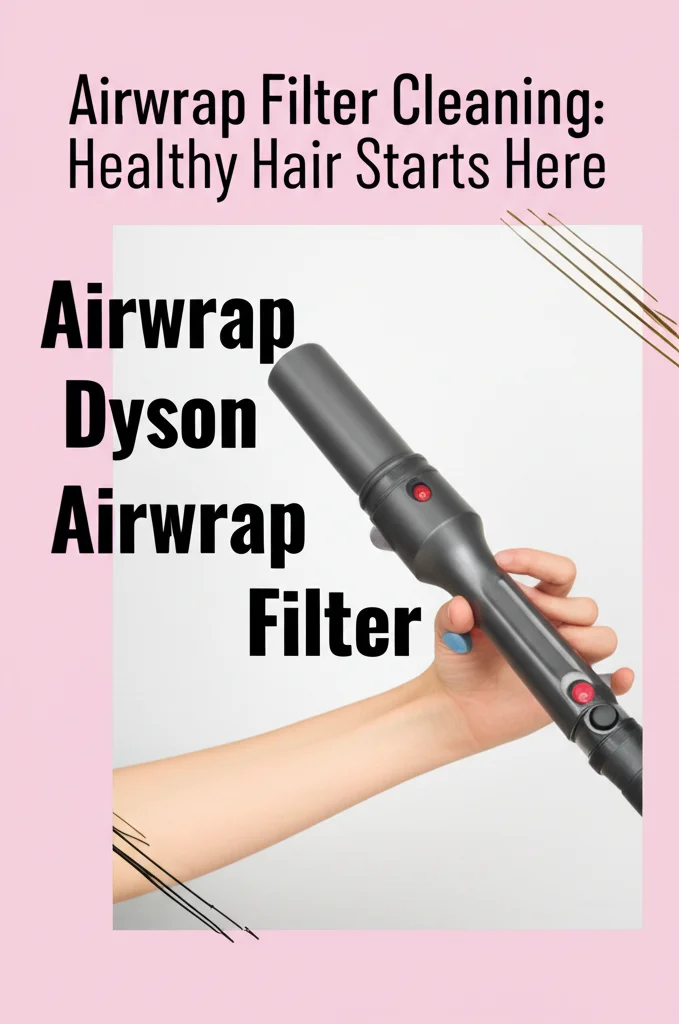 Airwrap Filter Cleaning:
Healthy Hair Starts Here
Airwrap
Dyson
Airwrap
Filter